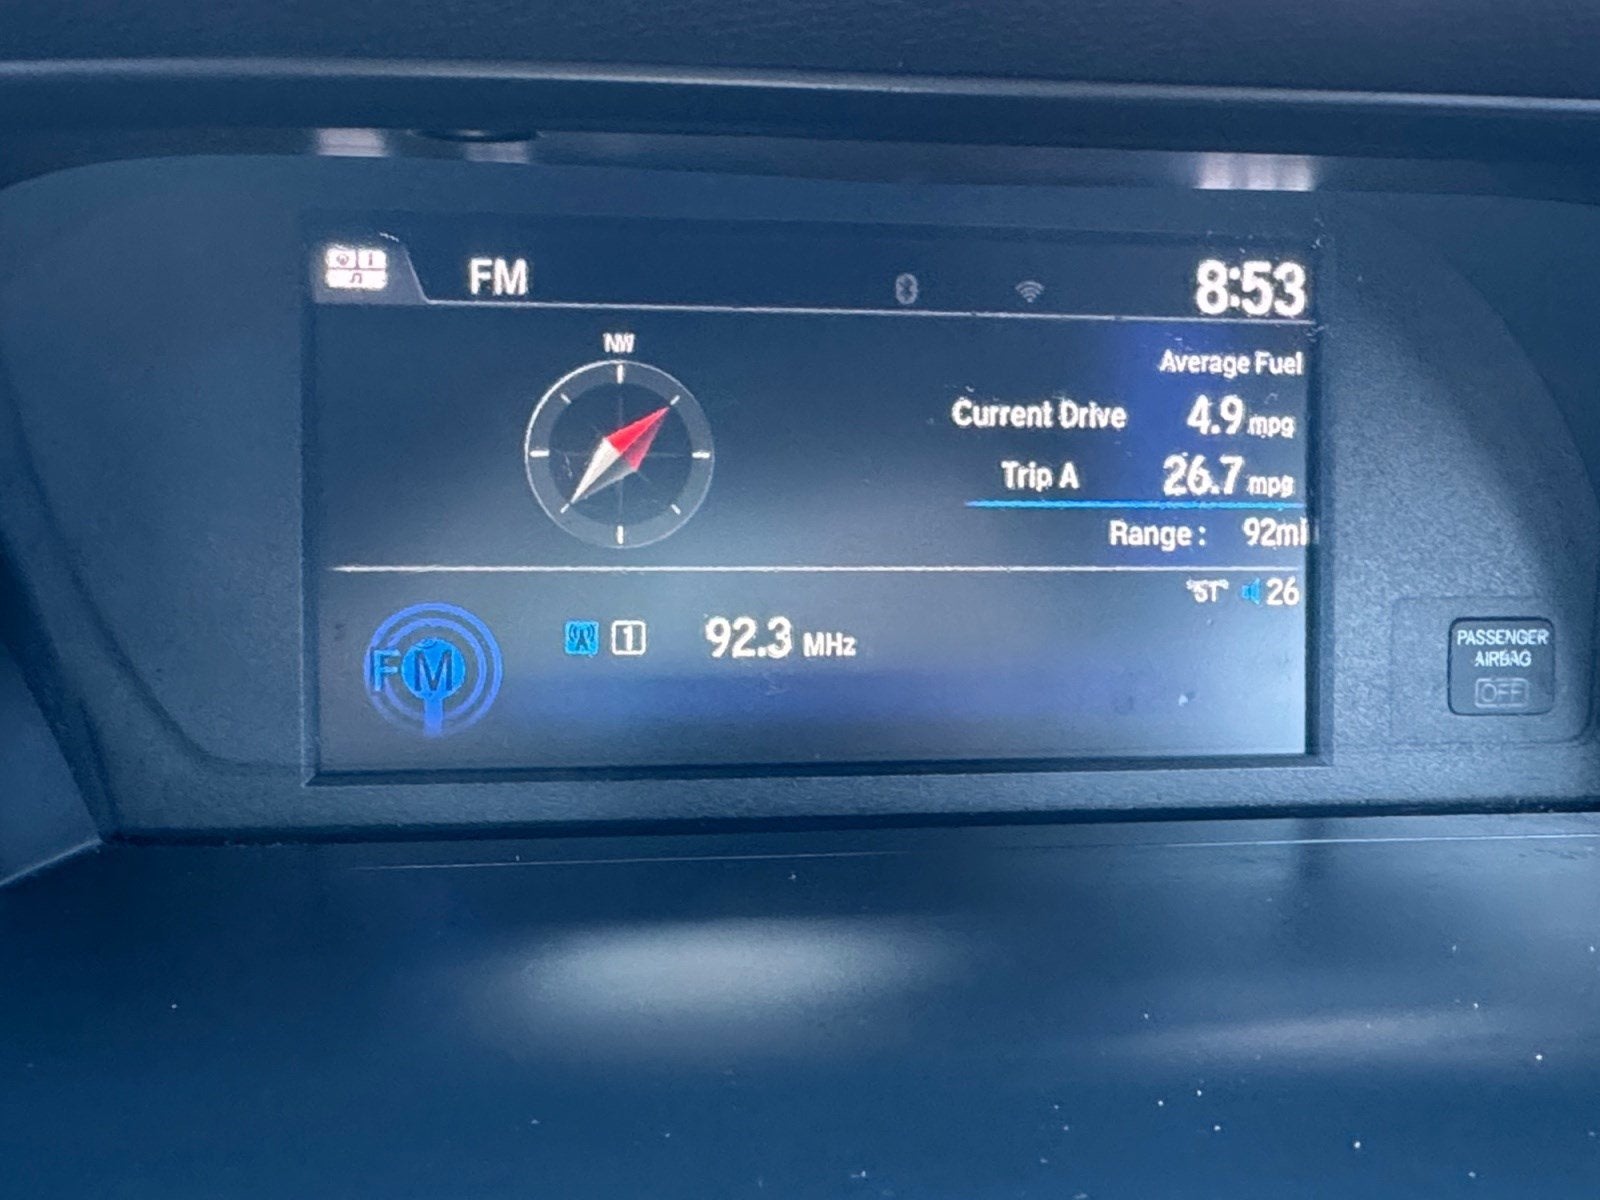 FM 8:53
NW
Average Fuel
Current Drive 4.9 mpg
Trip A 26.7 mpg
Range : 92mi
"ST" 26
FM 1 92.3 MHz
PASSENGER
AIRBAG
OFF